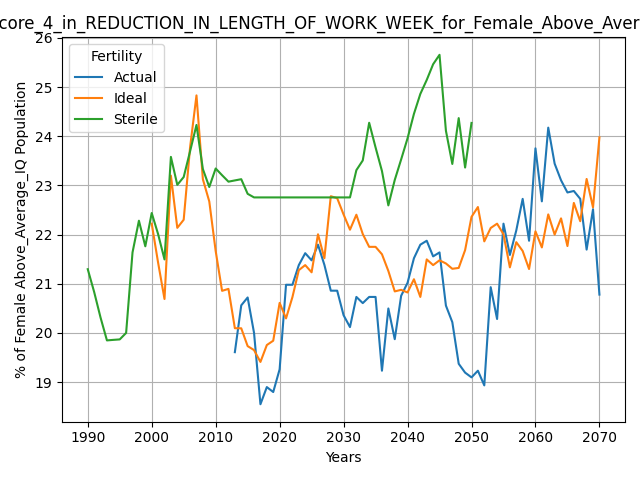 core_4_in_REDUCTION_IN_LENGTH_OF_WORK_WEEK_for_Female_Above_Aver
% of Female Above_Average_IQ Population
26
25
24
23
22
21
20
19
Fertility
Actual
Ideal
Sterile
1990 2000 2010 2020 2030 2040 2050 2060 2070
Years